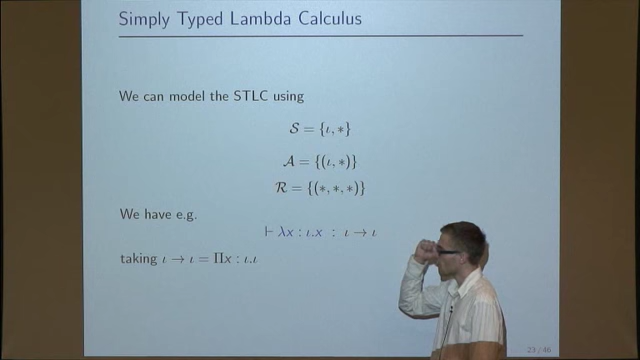 Simply Typed Lambda Calculus
We can model the STLC using
𝒮 = {ι, ∗}
𝒜 = {(ι, ∗)}
ℛ = {(∗, ∗, ∗)}
We have e.g.
⊢ λx : ι.x : ι → ι
taking ι → ι = Πx : ι.ι
23 / 46